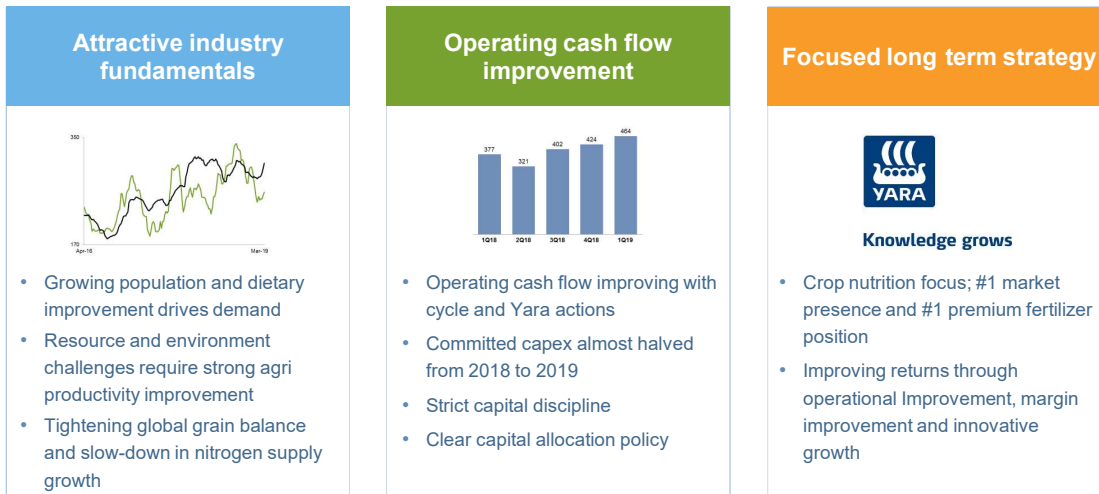 Attractive industry
fundamentals
350
170
Apr-16
Mar-19
• Growing population and dietary
improvement drives demand
• Resource and environment
challenges require strong agri
productivity improvement
• Tightening global grain balance
and slow-down in nitrogen supply
growth
Operating cash flow
improvement
377
321
402
424
464
1Q18
2Q18
3Q18
4Q18
1Q19
• Operating cash flow improving with
cycle and Yara actions
• Committed capex almost halved
from 2018 to 2019
• Strict capital discipline
• Clear capital allocation policy
Focused long term strategy
YARA
Knowledge grows
• Crop nutrition focus; #1 market
presence and #1 premium fertilizer
position
• Improving returns through
operational Improvement, margin
improvement and innovative
growth